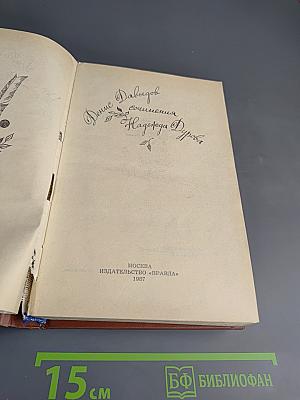 Денис Давыдов
сочинения
Надежда Дурова
МОСКВА
ИЗДАТЕЛЬСТВО «ПРАВДА»
1987
15 см
БФ БИБЛИОФАН